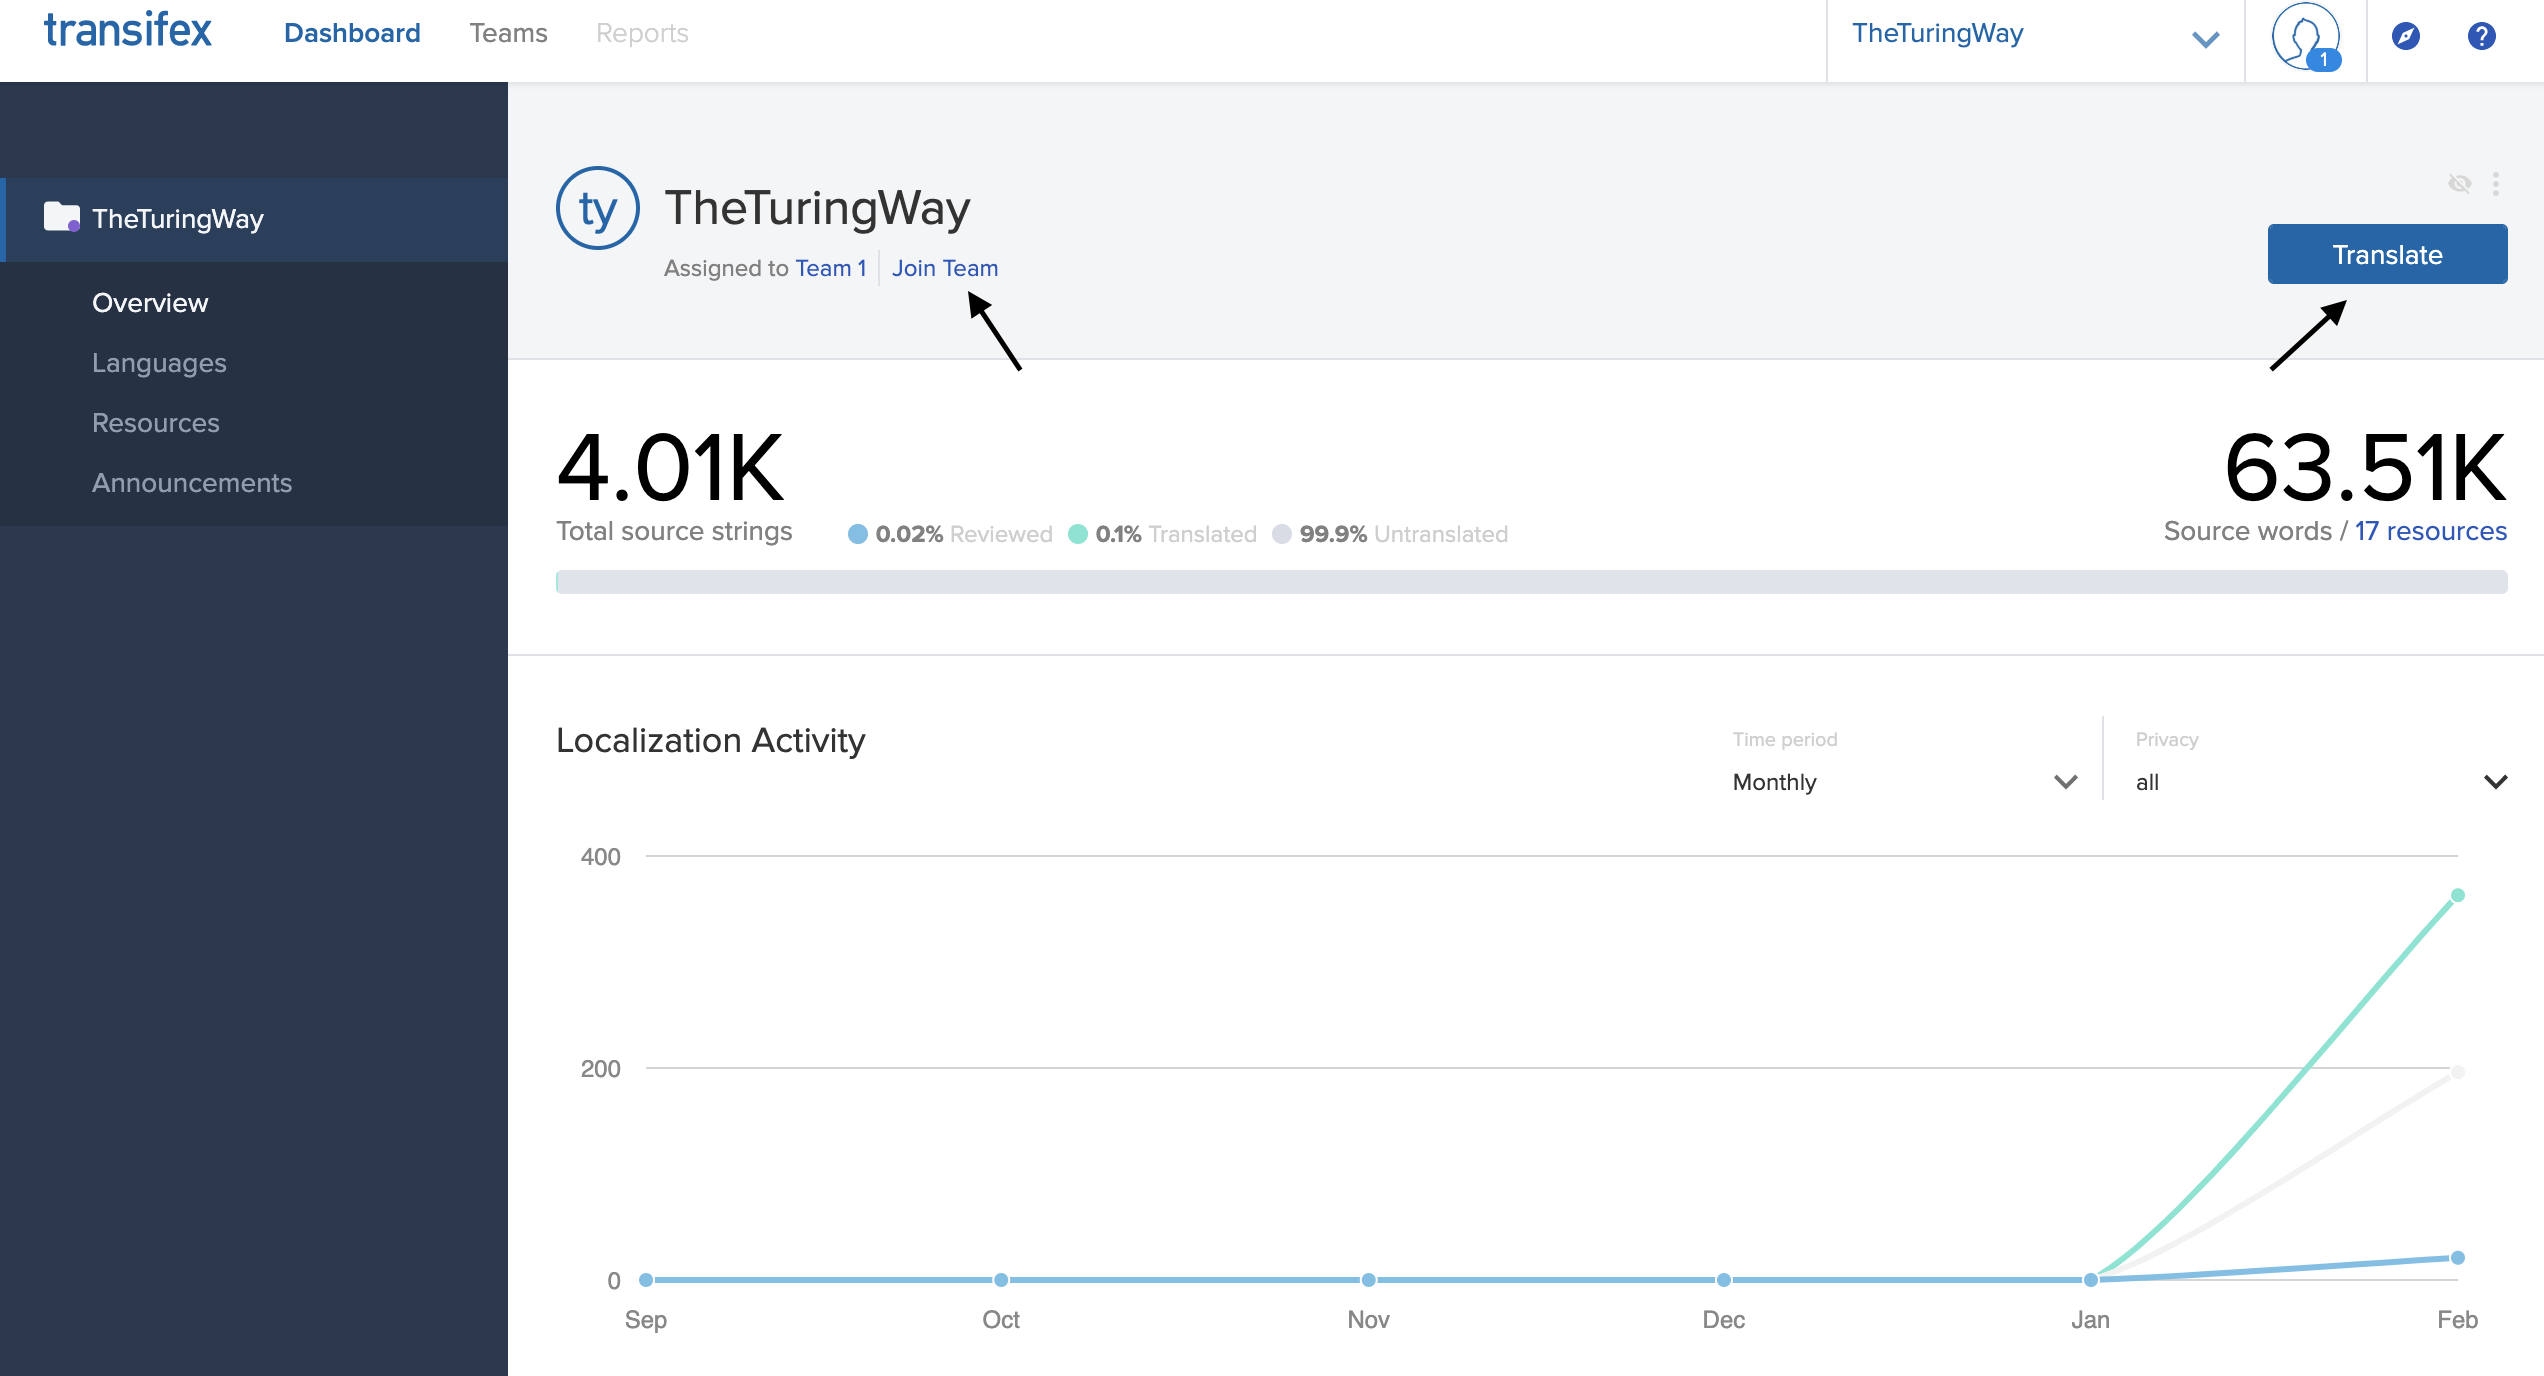 transifex Dashboard Teams Reports TheTuringWay 1 ?
TheTuringWay
Overview
Languages
Resources
Announcements
ty TheTuringWay
Assigned to Team 1 Join Team
Translate
4.01K
Total source strings
0.02% Reviewed 0.1% Translated 99.9% Untranslated
63.51K
Source words / 17 resources
Localization Activity
Time period
Monthly
Privacy
all
400
200
0
Sep Oct Nov Dec Jan Feb